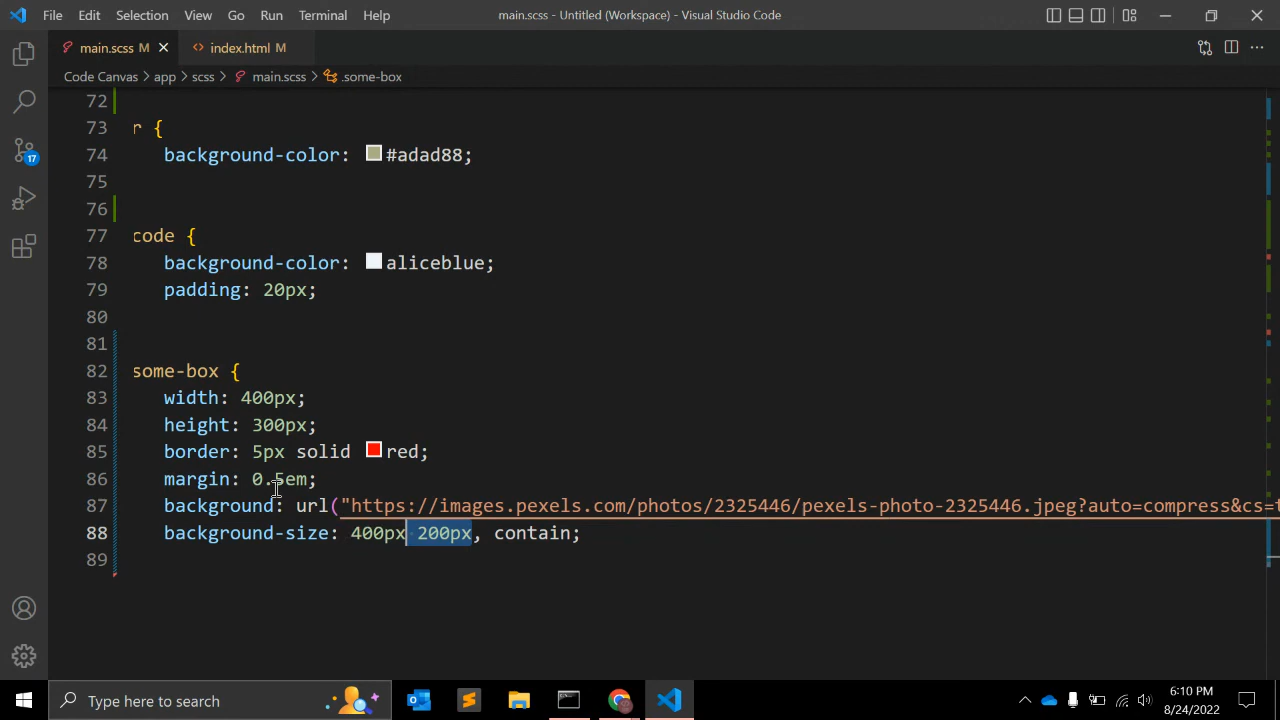 File Edit Selection View Go Run Terminal Help main.scss - Untitled (Workspace) - Visual Studio Code
main.scss M index.html M
Code Canvas > app > scss > main.scss > .some-box
72
73 r {
74 background-color: #adad88;
75
76
77 code {
78 background-color: aliceblue;
79 padding: 20px;
80
81
82 some-box {
83 width: 400px;
84 height: 300px;
85 border: 5px solid red;
86 margin: 0.5em;
87 background: url("https://images.pexels.com/photos/2325446/pexels-photo-2325446.jpeg?auto=compress&cs=t
88 background-size: 400px 200px, contain;
89
17
Type here to search
6:10 PM
8/24/2022